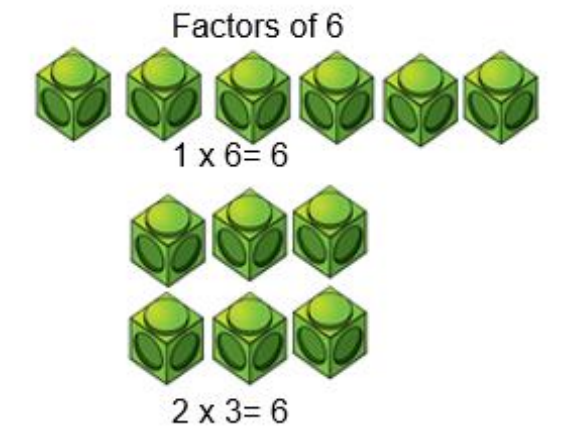 Factors of 6
1 x 6= 6
2 x 3= 6